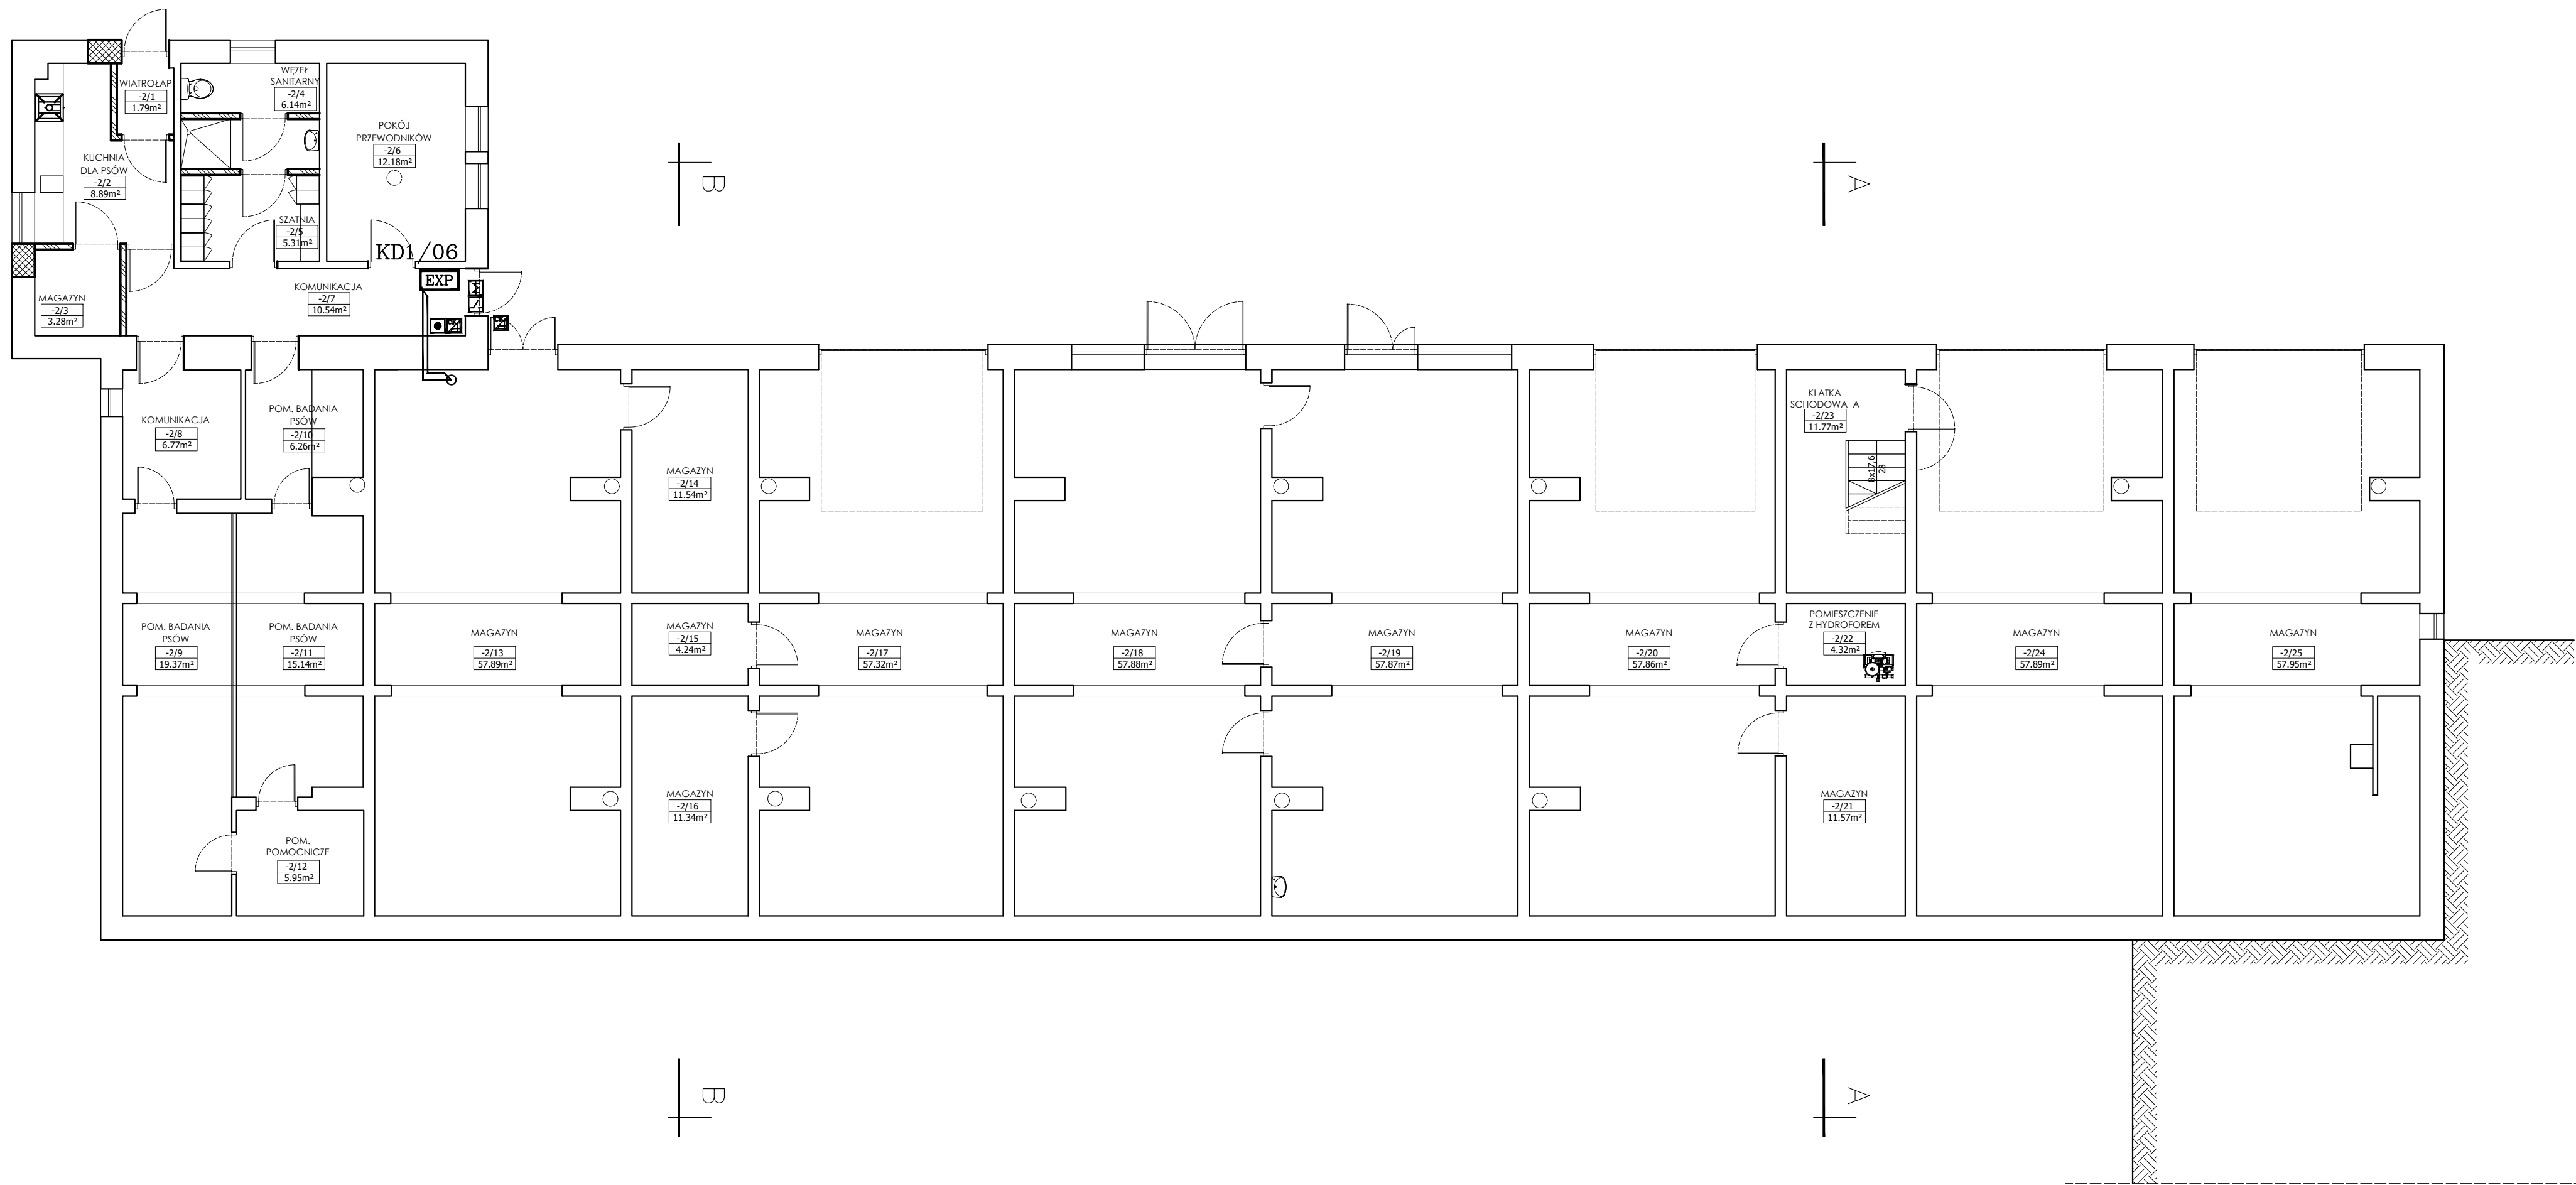 WIATROŁAP
-2/1
1.79m²
WĘZEŁ
SANITARNY
-2/4
6.14m²
POKÓJ
PRZEWODNIKÓW
-2/6
12.18m²
KUCHNIA
DLA PSÓW
-2/2
8.89m²
SZATNIA
-2/5
5.31m²
KD1/06
EXP
MAGAZYN
-2/3
3.28m²
KOMUNIKACJA
-2/7
10.54m²
B
A
KOMUNIKACJA
-2/8
6.77m²
POM. BADANIA
PSÓW
-2/10
6.26m²
MAGAZYN
-2/14
11.54m²
KLATKA
SCHODOWA A
-2/23
11.77m²
8x17,6
28
POM. BADANIA
PSÓW
-2/9
19.37m²
POM. BADANIA
PSÓW
-2/11
15.14m²
MAGAZYN
-2/13
57.89m²
MAGAZYN
-2/15
4.24m²
MAGAZYN
-2/17
57.32m²
MAGAZYN
-2/18
57.88m²
MAGAZYN
-2/19
57.87m²
MAGAZYN
-2/20
57.86m²
POMIESZCZENIE
Z HYDROFOREM
-2/22
4.32m²
MAGAZYN
-2/24
57.89m²
MAGAZYN
-2/25
57.95m²
POM.
POMOCNICZE
-2/12
5.95m²
MAGAZYN
-2/16
11.34m²
MAGAZYN
-2/21
11.57m²
B
A